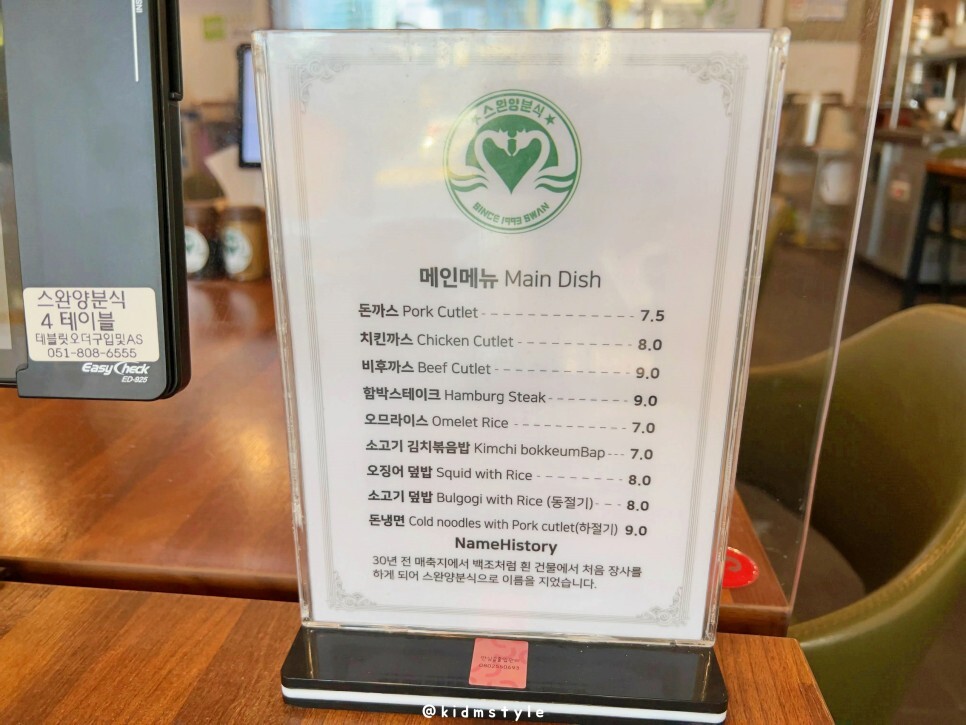 스완양분식
4 테이블
테블릿오더구입및AS
051-808-6555
EasyCheck
ED-825
스완양분식
메인메뉴 Main Dish
돈까스 Pork Cutlet 7.5
치킨까스 Chicken Cutlet 8.0
비후까스 Beef Cutlet 9.0
함박스테이크 Hamburg Steak 9.0
오므라이스 Omelet Rice 7.0
소고기 김치볶음밥 Kimchi bokkeumBap 7.0
오징어 덮밥 Squid with Rice 8.0
소고기 덮밥 Bulgogi with Rice (동절기) 8.0
돈냉면 Cold noodles with Pork cutlet(하절기) 9.0
NameHistory
30년 전 매축지에서 백조처럼 흰 건물에서 처음 장사를
하게 되어 스완양분식으로 이름을 지었습니다.
@kidmstyle